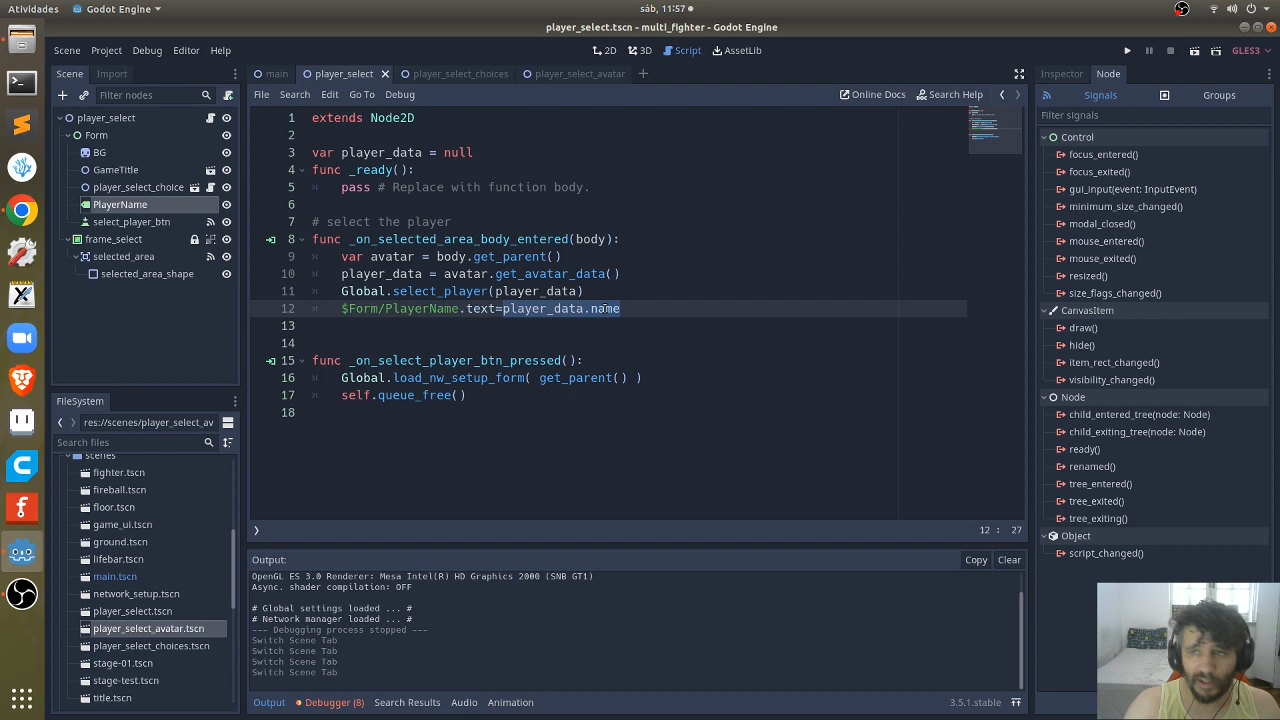 Atividades
Godot Engine
sáb, 11:57
player_select.tscn - multi_fighter - Godot Engine
Scene Project Debug Editor Help
2D 3D Script AssetLib
GLES3
Scene Import
main player_select player_select_choices player_select_avatar
Inspector Node
Filter nodes
File Search Edit Go To Debug
Online Docs Search Help
Signals Groups
Filter signals
player_select
Form
BG
GameTitle
player_select_choice
PlayerName
select_player_btn
frame_select
selected_area
selected_area_shape
1 extends Node2D
2
3 var player_data = null
4 func _ready():
5 pass # Replace with function body.
6
7 # select the player
8 func _on_selected_area_body_entered(body):
9 var avatar = body.get_parent()
10 player_data = avatar.get_avatar_data()
11 Global.select_player(player_data)
12 $Form/PlayerName.text=player_data.name
13
14
15 func _on_select_player_btn_pressed():
16 Global.load_nw_setup_form( get_parent() )
17 self.queue_free()
18
12 : 27
Control
focus_entered()
focus_exited()
gui_input(event: InputEvent)
minimum_size_changed()
modal_closed()
mouse_entered()
mouse_exited()
resized()
size_flags_changed()
CanvasItem
draw()
hide()
item_rect_changed()
visibility_changed()
Node
child_entered_tree(node: Node)
child_exiting_tree(node: Node)
ready()
renamed()
tree_entered()
tree_exited()
tree_exiting()
Object
script_changed()
FileSystem
res://scenes/player_select_av
Search files
scenes
fighter.tscn
fireball.tscn
floor.tscn
game_ui.tscn
ground.tscn
lifebar.tscn
main.tscn
network_setup.tscn
player_select.tscn
player_select_avatar.tscn
player_select_choices.tscn
stage-01.tscn
stage-test.tscn
title.tscn
Output:
Copy Clear
OpenGL ES 3.0 Renderer: Mesa Intel(R) HD Graphics 2000 (SNB GT1)
Async. shader compilation: OFF
# Global settings loaded ... #
# Network manager loaded ... #
--- Debugging process stopped ---
Switch Scene Tab
Switch Scene Tab
Switch Scene Tab
Switch Scene Tab
Output Debugger (8) Search Results Audio Animation
3.5.1.stable